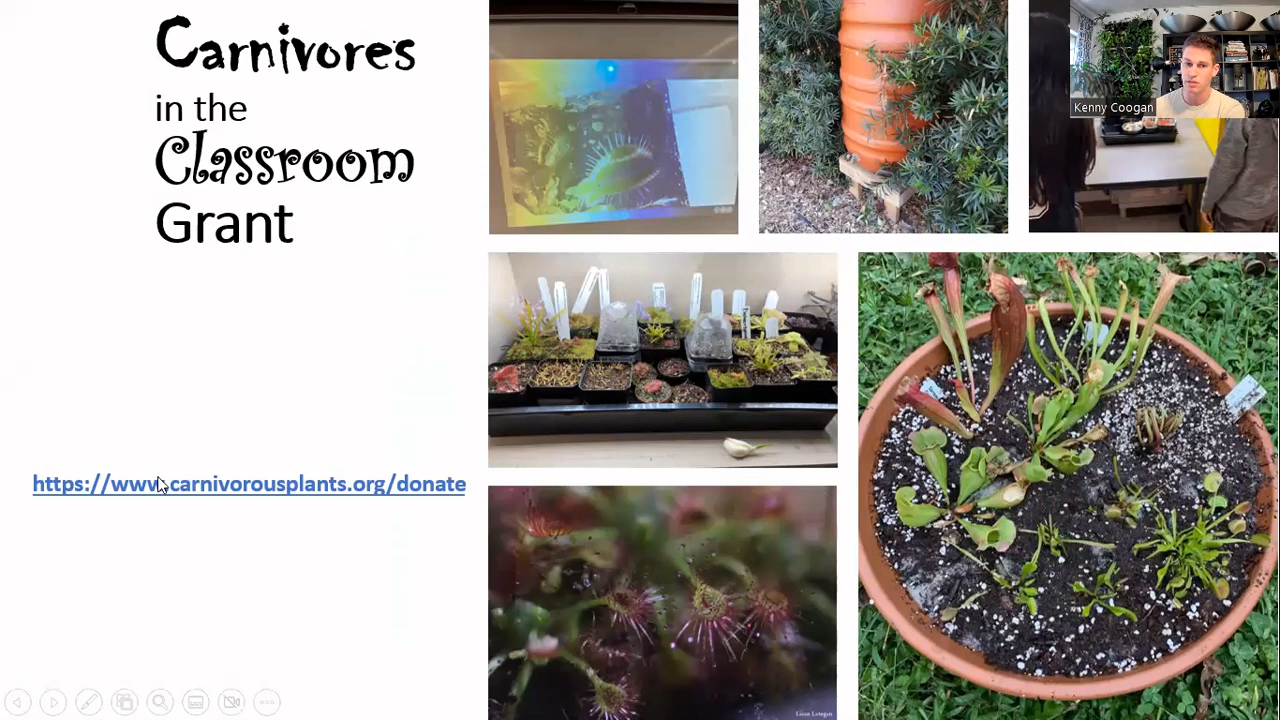 Carnivores
in the
Classroom
Grant
https://www.carnivorousplants.org/donate
Kenny Coogan